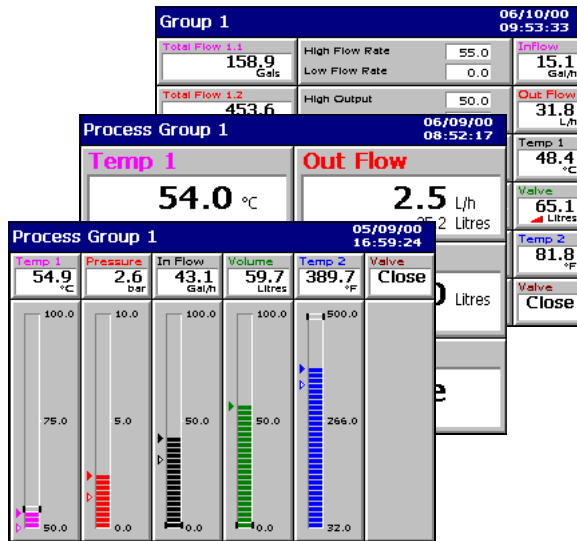 Group 1
06/10/00
09:53:33
Total Flow 1.1
158.9
Gals
High Flow Rate 55.0
Low Flow Rate 0.0
Inflow
15.1
Gal/h
Total Flow 1.2
453.6
High Output 50.0
Out Flow
31.8
L/h
Temp 1
48.4
°C
Valve
65.1
Litres
Temp 2
81.8
°F
Valve
Close
Process Group 1
06/09/00
08:52:17
Temp 1
54.0 °C
Out Flow
2.5 L/h
Litres
Litres
Process Group 1
05/09/00
16:59:24
Temp 1 Pressure In Flow Volume Temp 2 Valve
54.9 2.6 43.1 59.7 389.7 Close
°C bar Gal/h Litres °F
100.0 10.0 100.0 100.0 500.0
75.0 5.0 50.0 50.0 266.0
50.0 0.0 0.0 0.0 32.0